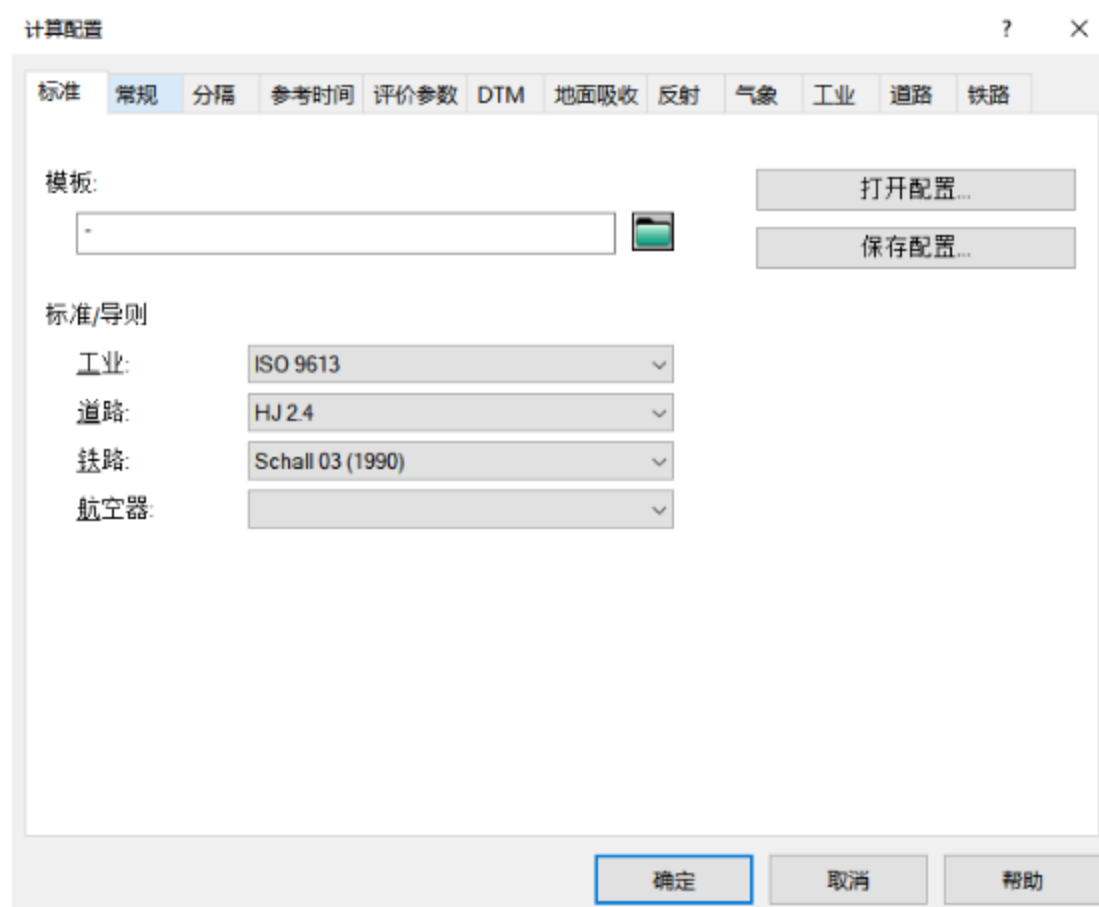 计算配置 ?
标准 常规 分隔 参考时间 评价参数 DTM 地面吸收 反射 气象 工业 道路 铁路
模板:
打开配置...
-
保存配置...
标准/导则
工业: ISO 9613
道路: HJ 2.4
铁路: Schall 03 (1990)
航空器:
确定 取消 帮助